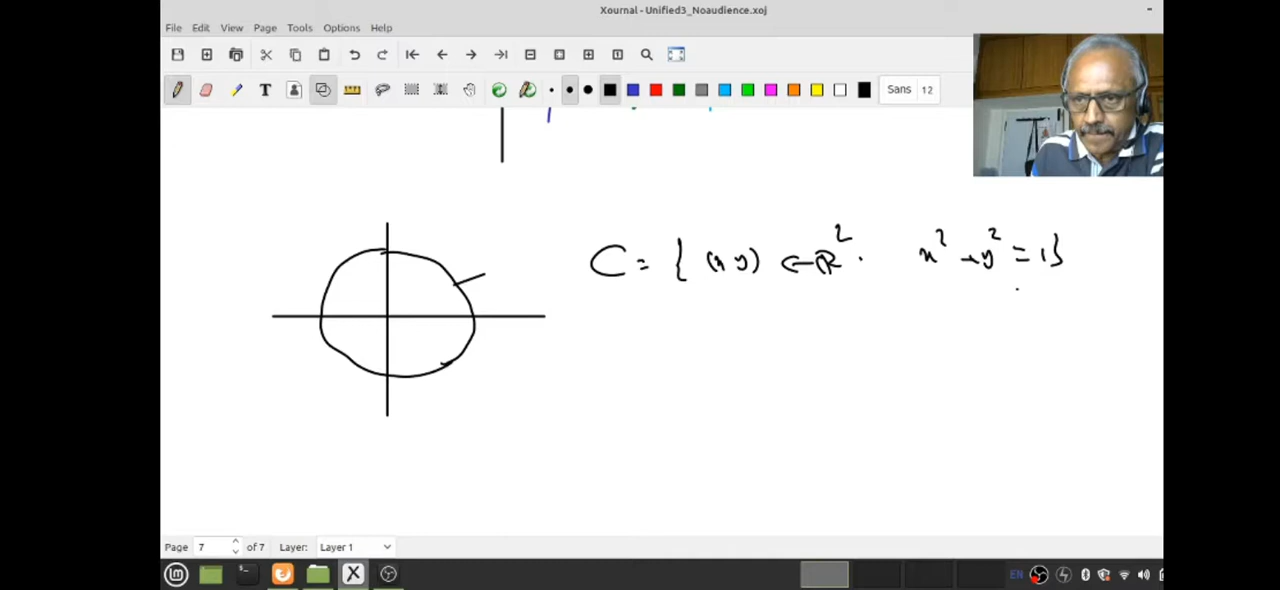 Xournal - Unified3_Noaudience.xoj
File Edit View Page Tools Options Help
Sans 12
C = { (x y) ∈ ℝ² . x² + y² = 1}
Page 7 of 7 Layer: Layer 1
EN